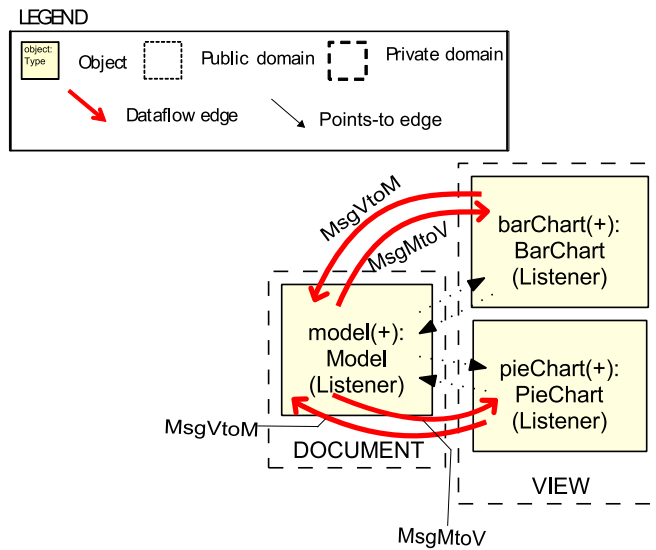 LEGEND
object:
Type
Object
Public domain
Private domain
Dataflow edge
Points-to edge
MsgVtoM
MsgMtoV
barChart(+):
BarChart
(Listener)
model(+):
Model
(Listener)
pieChart(+):
PieChart
(Listener)
MsgVtoM
DOCUMENT
VIEW
MsgMtoV